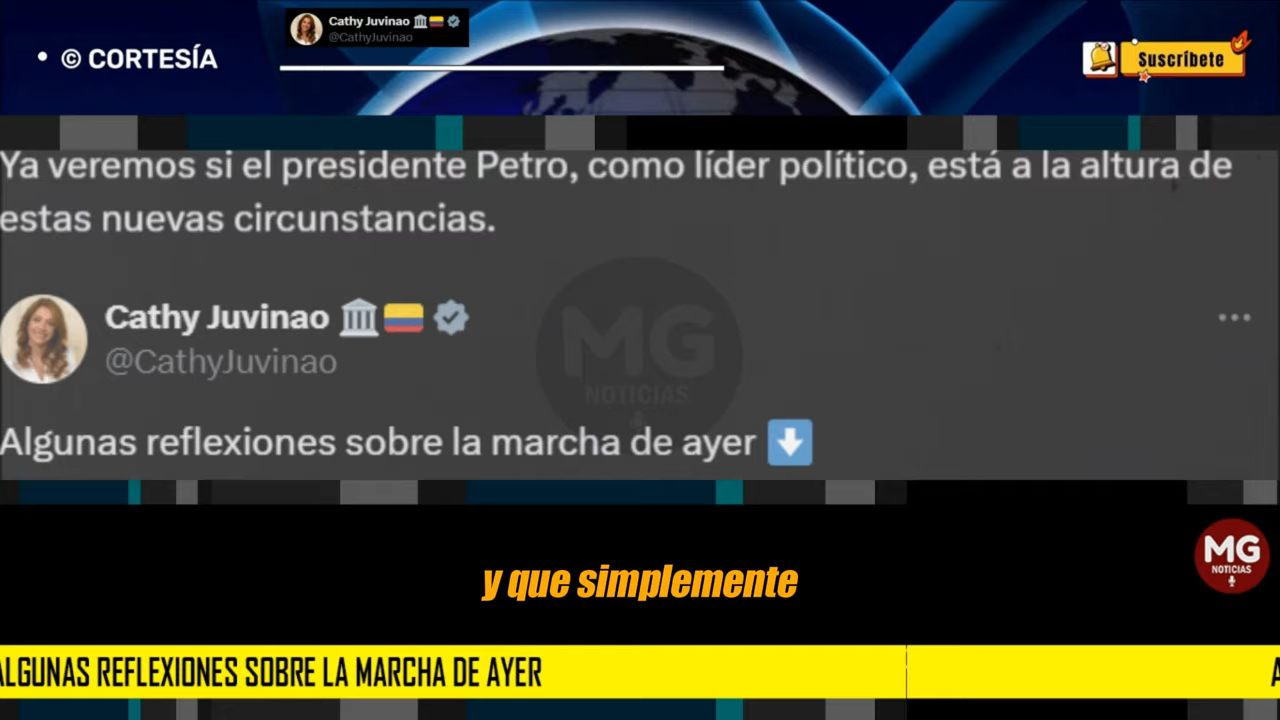 Cathy Juvinao
@CathyJuvinao
• © CORTESÍA
Suscríbete
Ya veremos si el presidente Petro, como líder político, está a la altura de
estas nuevas circunstancias.
Cathy Juvinao
@CathyJuvinao
MG
NOTICIAS
Algunas reflexiones sobre la marcha de ayer
y que simplemente
MG
NOTICIAS
ALGUNAS REFLEXIONES SOBRE LA MARCHA DE AYER
A